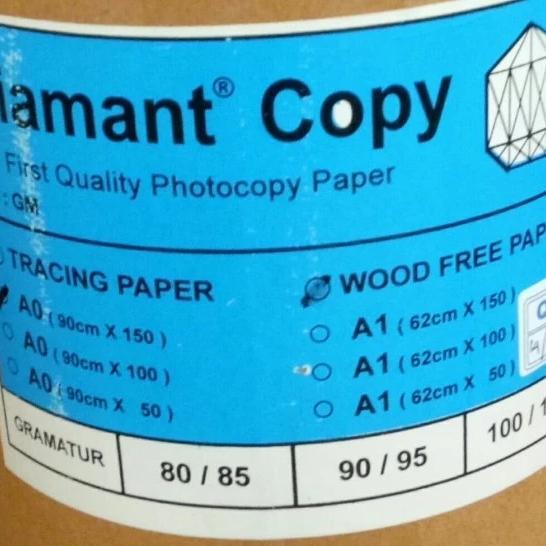 iamant® Copy
First Quality Photocopy Paper
: GM
TRACING PAPER
WOOD FREE PAP
A0 ( 90cm X 150 )
A0 ( 90cm X 100 )
A0 ( 90cm X 50 )
A1 ( 62cm X 150 )
A1 ( 62cm X 100 )
A1 ( 62cm X 50 )
GRAMATUR 80 / 85 90 / 95 100 / 1